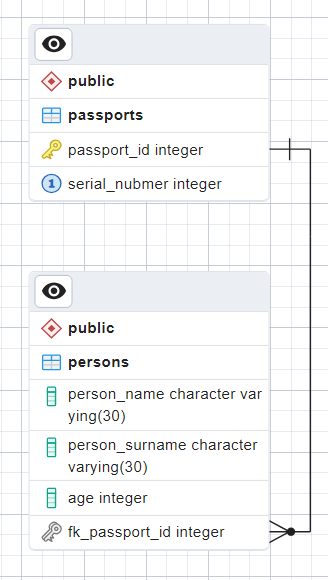 public
passports
passport_id integer
1
serial_nubmer integer
public
persons
person_name character var
ying(30)
person_surname character
varying(30)
age integer
fk_passport_id integer